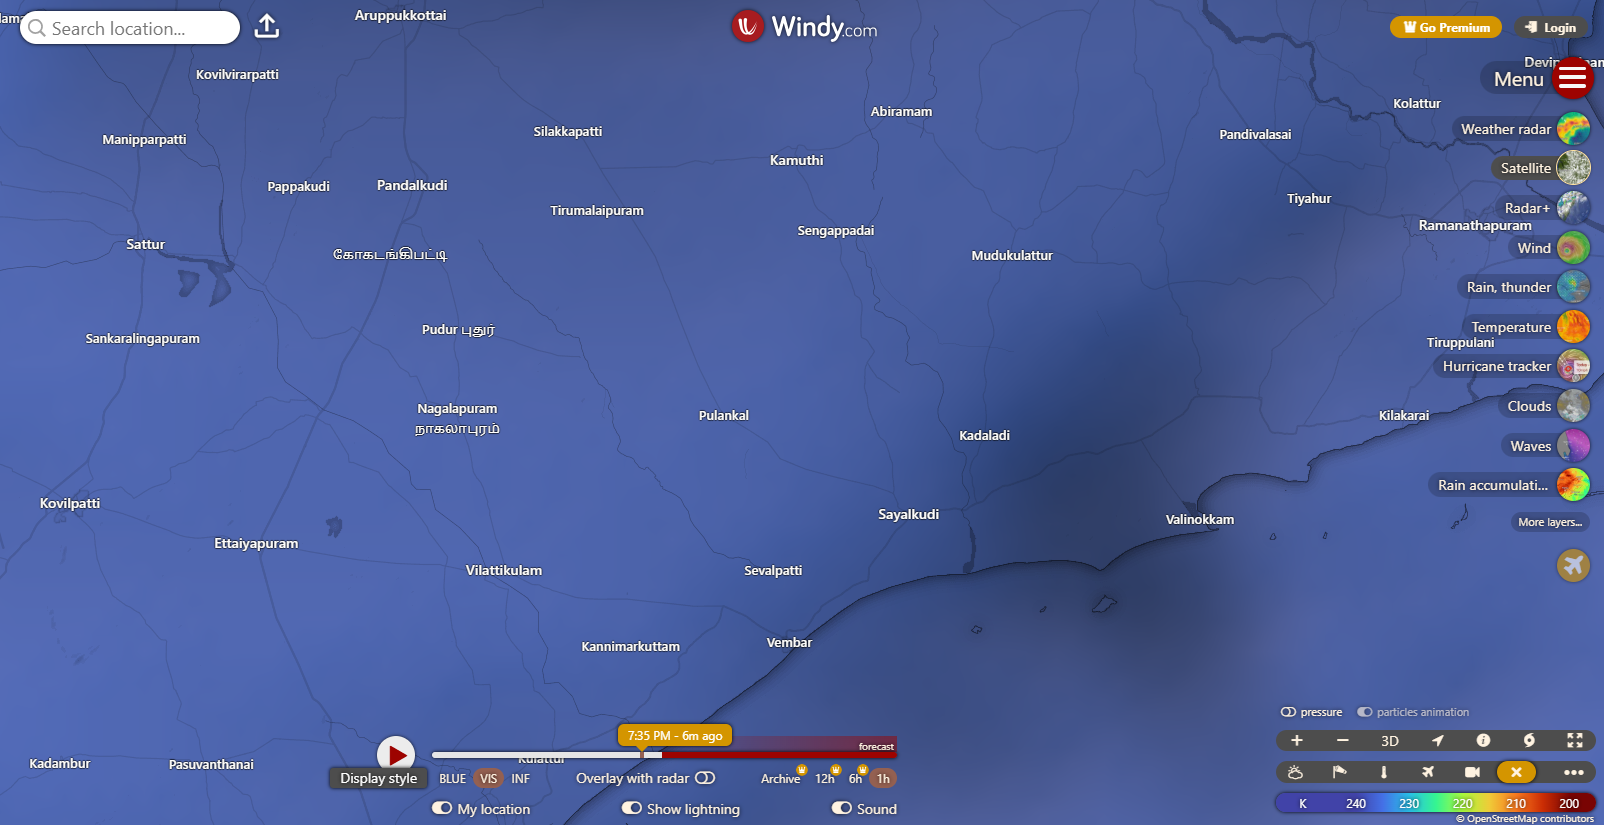 Search location...
Aruppukkottai
Windy.com
Go Premium
Login
Menu
Kovilvirarpatti
Manipparpatti
Silakkapatti
Abiramam
Kolattur
Pandivalasai
Weather radar
Kamuthi
Satellite
Pappakudi
Pandalkudi
Tirumalaipuram
Tiyahur
Radar+
Ramanathapuram
Sengappadai
Sattur
கோகடங்கிபட்டி
Mudukulattur
Wind
Rain, thunder
Sankaralingapuram
Pudur புதுர்
Temperature
Tiruppulani
Hurricane tracker
Nagalapuram
நாகலாபுரம்
Pulankal
Kadaladi
Kilakarai
Clouds
Waves
Rain accumulati...
Kovilpatti
Sayalkudi
Valinokkam
More layers...
Ettaiyapuram
Vilattikulam
Sevalpatti
Kannimarkuttam
Vembar
pressure
particles animation
7:35 PM - 6m ago
forecast
3D
Kadambur
Pasuvanthanai
Kulattur
Display style
BLUE VIS INF
Overlay with radar
Archive 12h 6h 1h
My location
Show lightning
Sound
K 240 230 220 210 200
© OpenStreetMap contributors